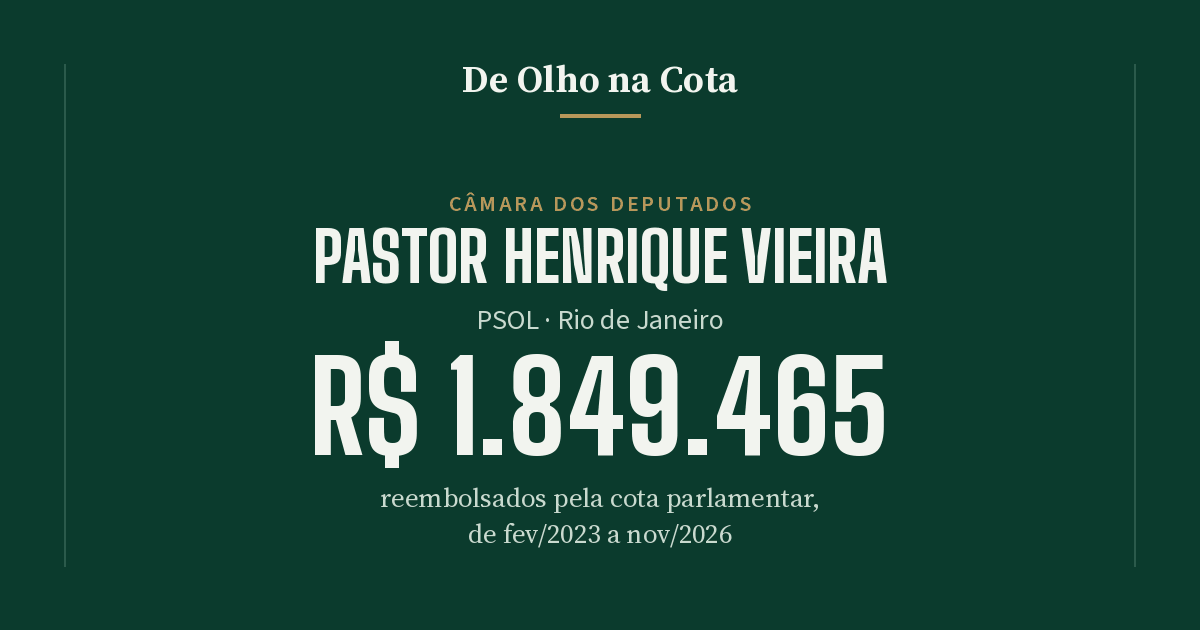 De Olho na Cota
CÂMARA DOS DEPUTADOS
PASTOR HENRIQUE VIEIRA
PSOL · Rio de Janeiro
R$ 1.849.465
reembolsados pela cota parlamentar,
de fev/2023 a nov/2026